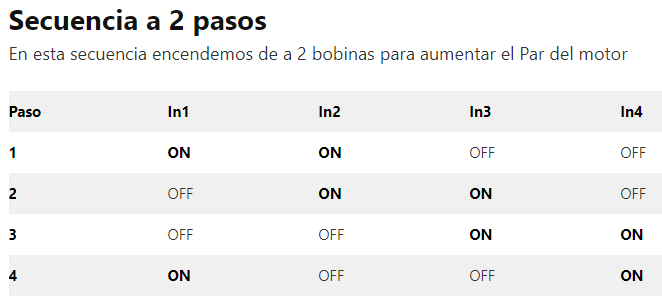 Secuencia a 2 pasos
En esta secuencia encendemos de a 2 bobinas para aumentar el Par del motor
Paso In1 In2 In3 In4
1 ON ON OFF OFF
2 OFF ON ON OFF
3 OFF OFF ON ON
4 ON OFF OFF ON